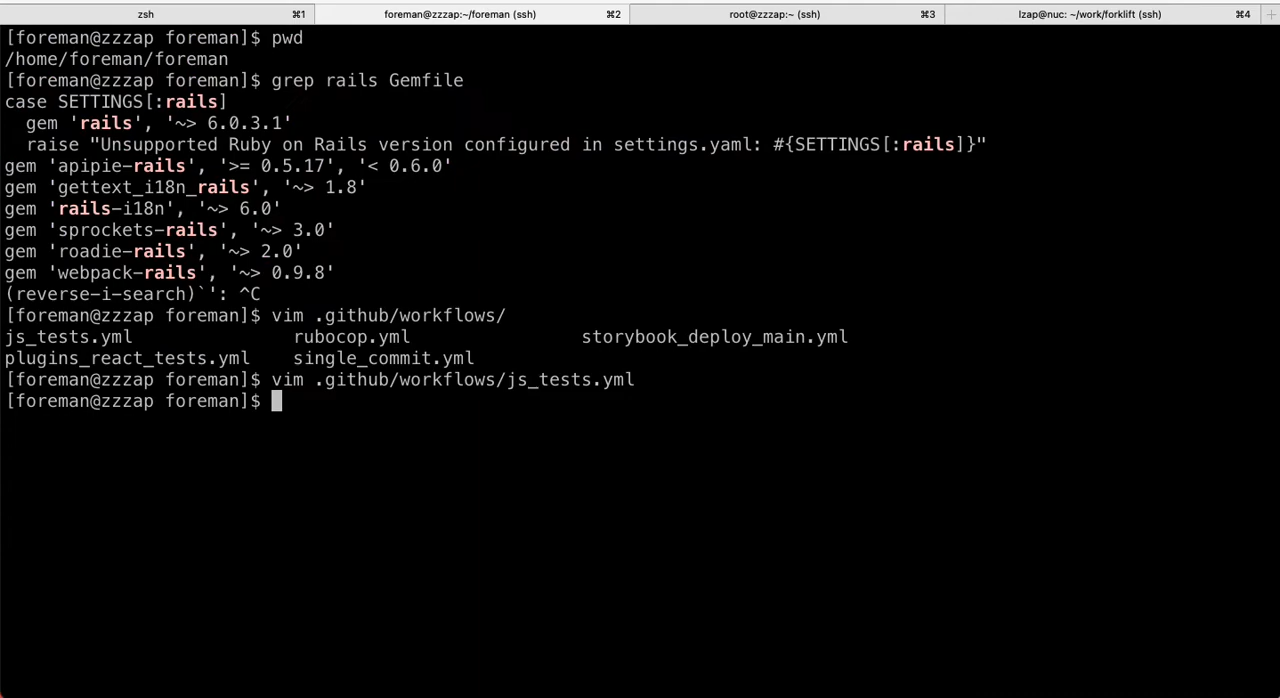 zsh ⌘1 foreman@zzzap:~/foreman (ssh) ⌘2 root@zzzap:~ (ssh) ⌘3 lzap@nuc: ~/work/forklift (ssh) ⌘4 +
[foreman@zzzap foreman]$ pwd
/home/foreman/foreman
[foreman@zzzap foreman]$ grep rails Gemfile
case SETTINGS[:rails]
  gem 'rails', '~> 6.0.3.1'
  raise "Unsupported Ruby on Rails version configured in settings.yaml: #{SETTINGS[:rails]}"
gem 'apipie-rails', '>= 0.5.17', '< 0.6.0'
gem 'gettext_i18n_rails', '~> 1.8'
gem 'rails-i18n', '~> 6.0'
gem 'sprockets-rails', '~> 3.0'
gem 'roadie-rails', '~> 2.0'
gem 'webpack-rails', '~> 0.9.8'
(reverse-i-search)`': ^C
[foreman@zzzap foreman]$ vim .github/workflows/
js_tests.yml               rubocop.yml                storybook_deploy_main.yml
plugins_react_tests.yml    single_commit.yml
[foreman@zzzap foreman]$ vim .github/workflows/js_tests.yml
[foreman@zzzap foreman]$